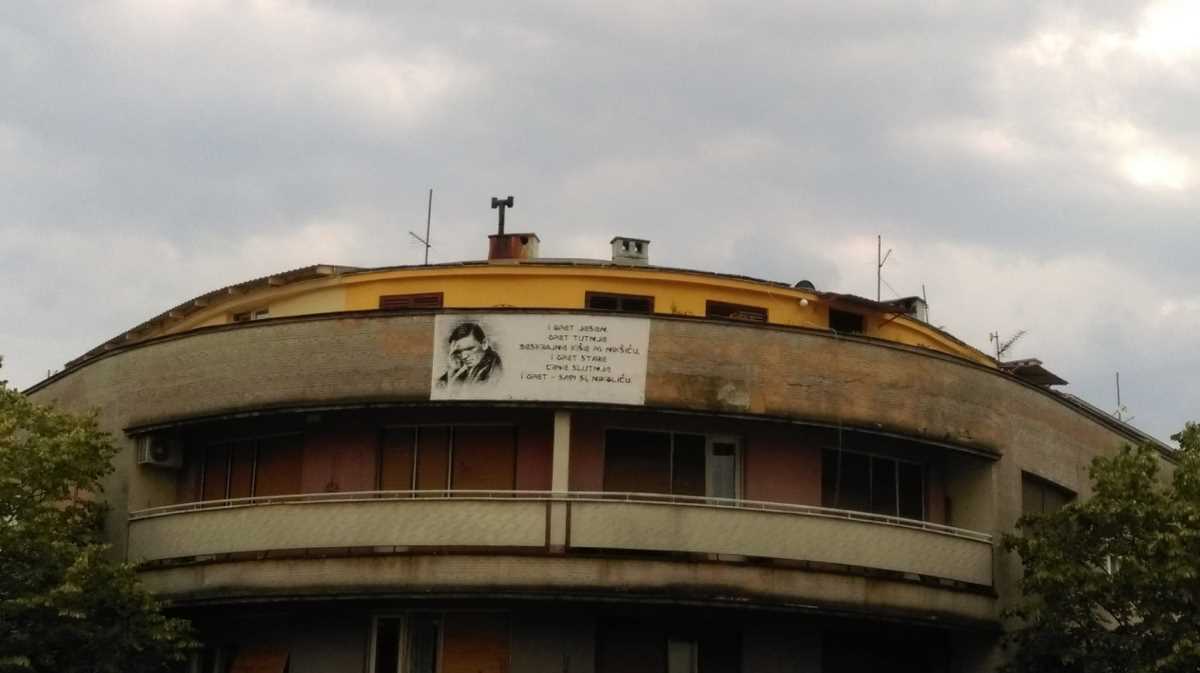 I OPET JESEN,
OPET TUTNJE
BESKRAJNE KIŠE PO NIKŠIĆU.
I OPET STARE
CRNE SLUTNJE
I OPET - SAM SI, NIKOLIĆU.